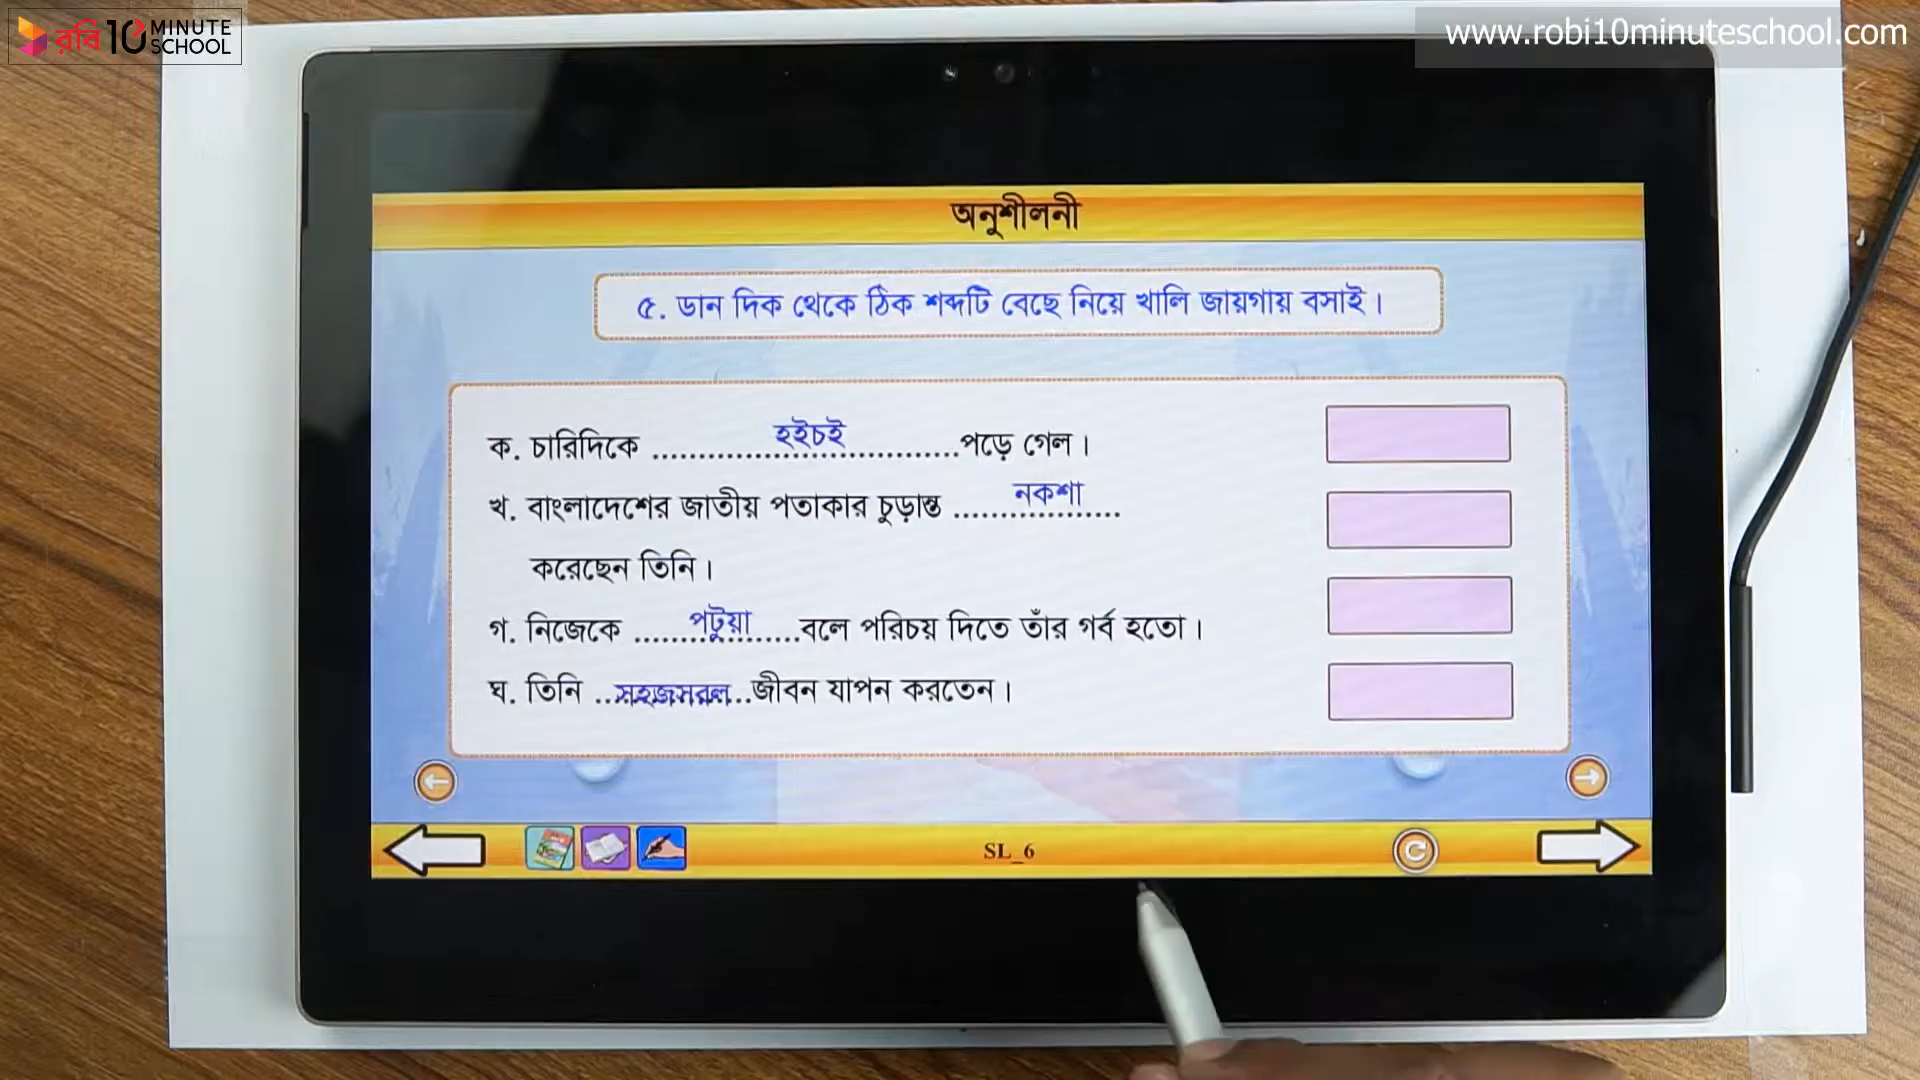 রবি 10 MINUTE SCHOOL
www.robi10minuteschool.com
অনুশীলনী
৫. ডান দিক থেকে ঠিক শব্দটি বেছে নিয়ে খালি জায়গায় বসাই।
ক. চারিদিকে ..................হইচই..................পড়ে গেল।
খ. বাংলাদেশের জাতীয় পতাকার চুড়ান্ত ........নকশা........
করেছেন তিনি।
গ. নিজেকে ........পটুয়া........বলে পরিচয় দিতে তাঁর গর্ব হতো।
ঘ. তিনি ..সহজসরল..জীবন যাপন করতেন।
SL_6